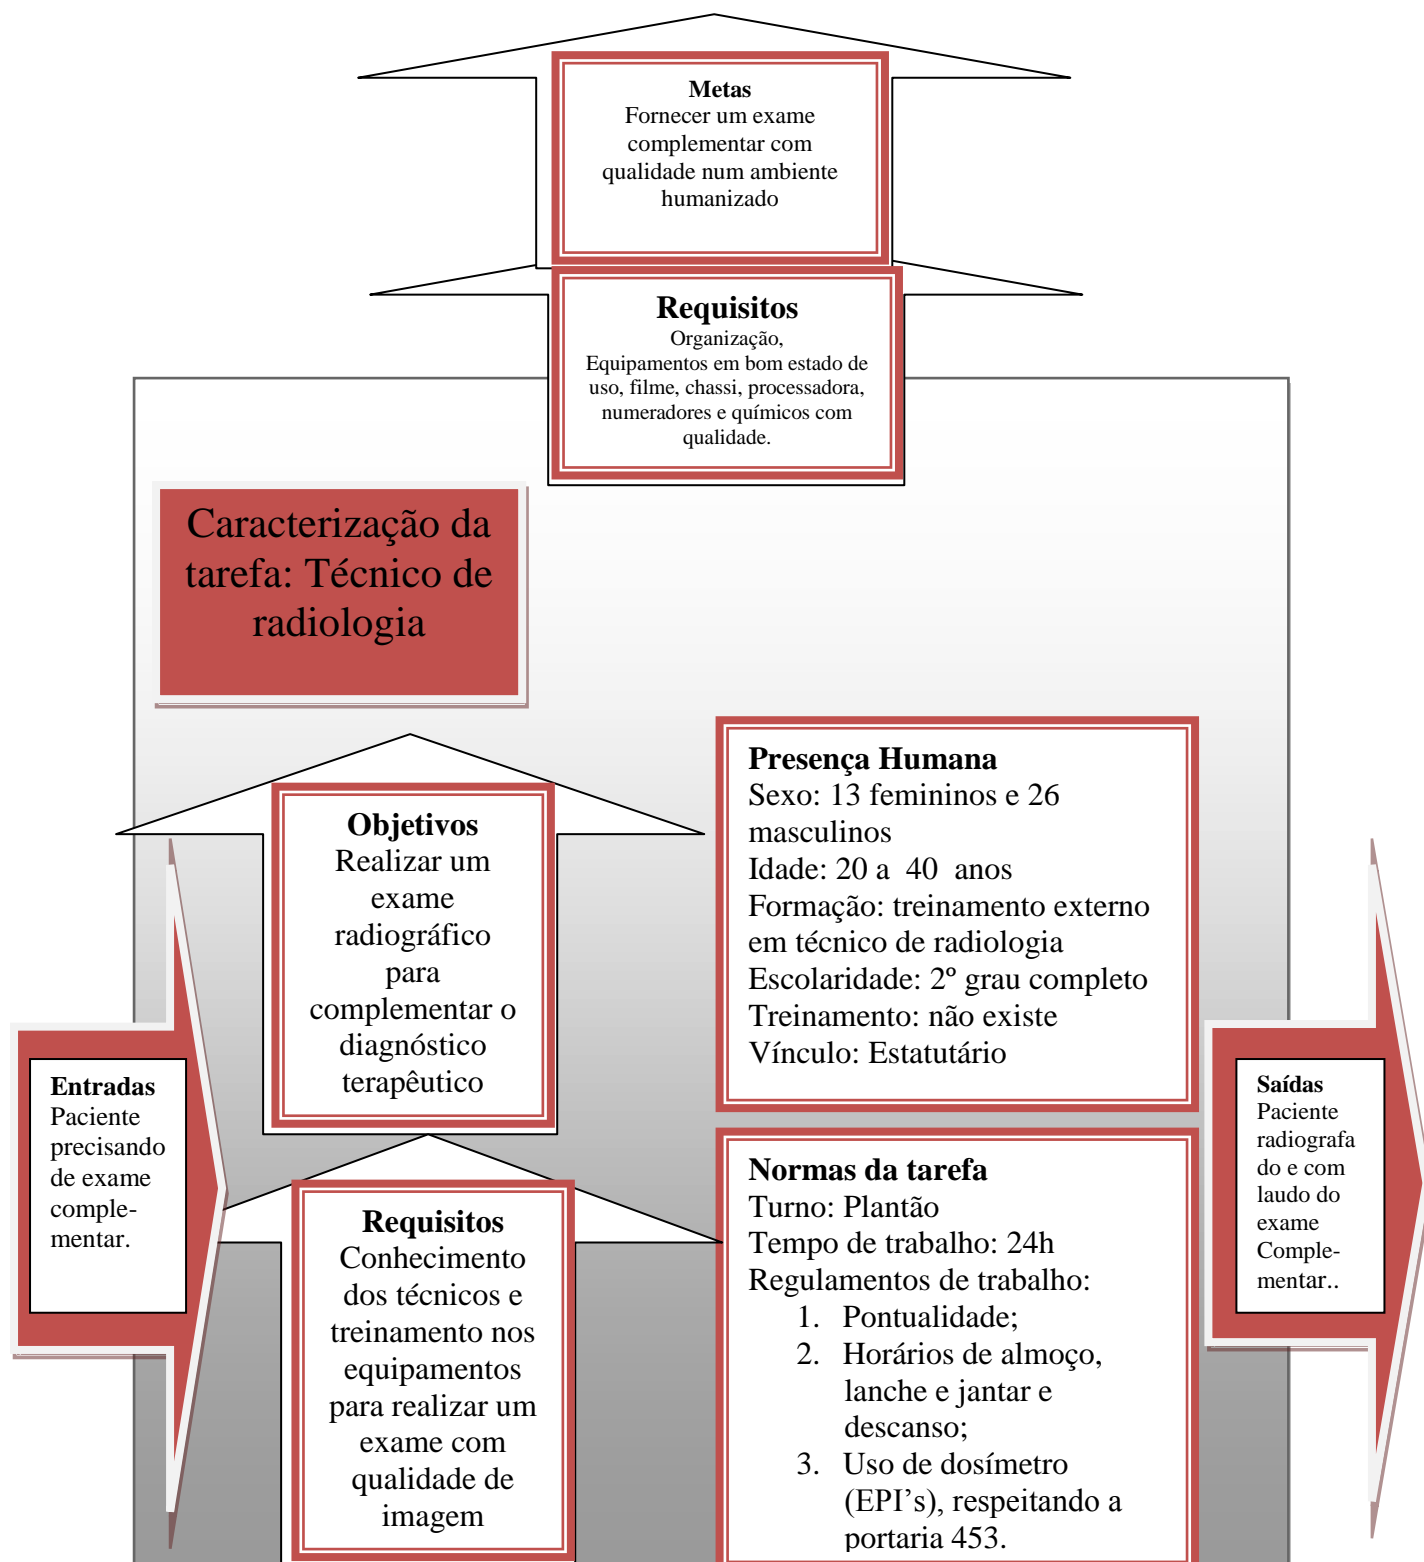 Metas
Fornecer um exame
complementar com
qualidade num ambiente
humanizado
Requisitos
Organização,
Equipamentos em bom estado de
uso, filme, chassi, processadora,
numeradores e químicos com
qualidade.
Caracterização da
tarefa: Técnico de
radiologia
Objetivos
Realizar um
exame
radiográfico
para
complementar o
diagnóstico
terapêutico
Presença Humana
Sexo: 13 femininos e 26
masculinos
Idade: 20 a 40 anos
Formação: treinamento externo
em técnico de radiologia
Escolaridade: 2º grau completo
Treinamento: não existe
Vínculo: Estatutário
Entradas
Paciente
precisando
de exame
comple-
mentar.
Requisitos
Conhecimento
dos técnicos e
treinamento nos
equipamentos
para realizar um
exame com
qualidade de
imagem
Normas da tarefa
Turno: Plantão
Tempo de trabalho: 24h
Regulamentos de trabalho:
1. Pontualidade;
2. Horários de almoço,
lanche e jantar e
descanso;
3. Uso de dosímetro
(EPI’s), respeitando a
portaria 453.
Saídas
Paciente
radiografa
do e com
laudo do
exame
Comple-
mentar..